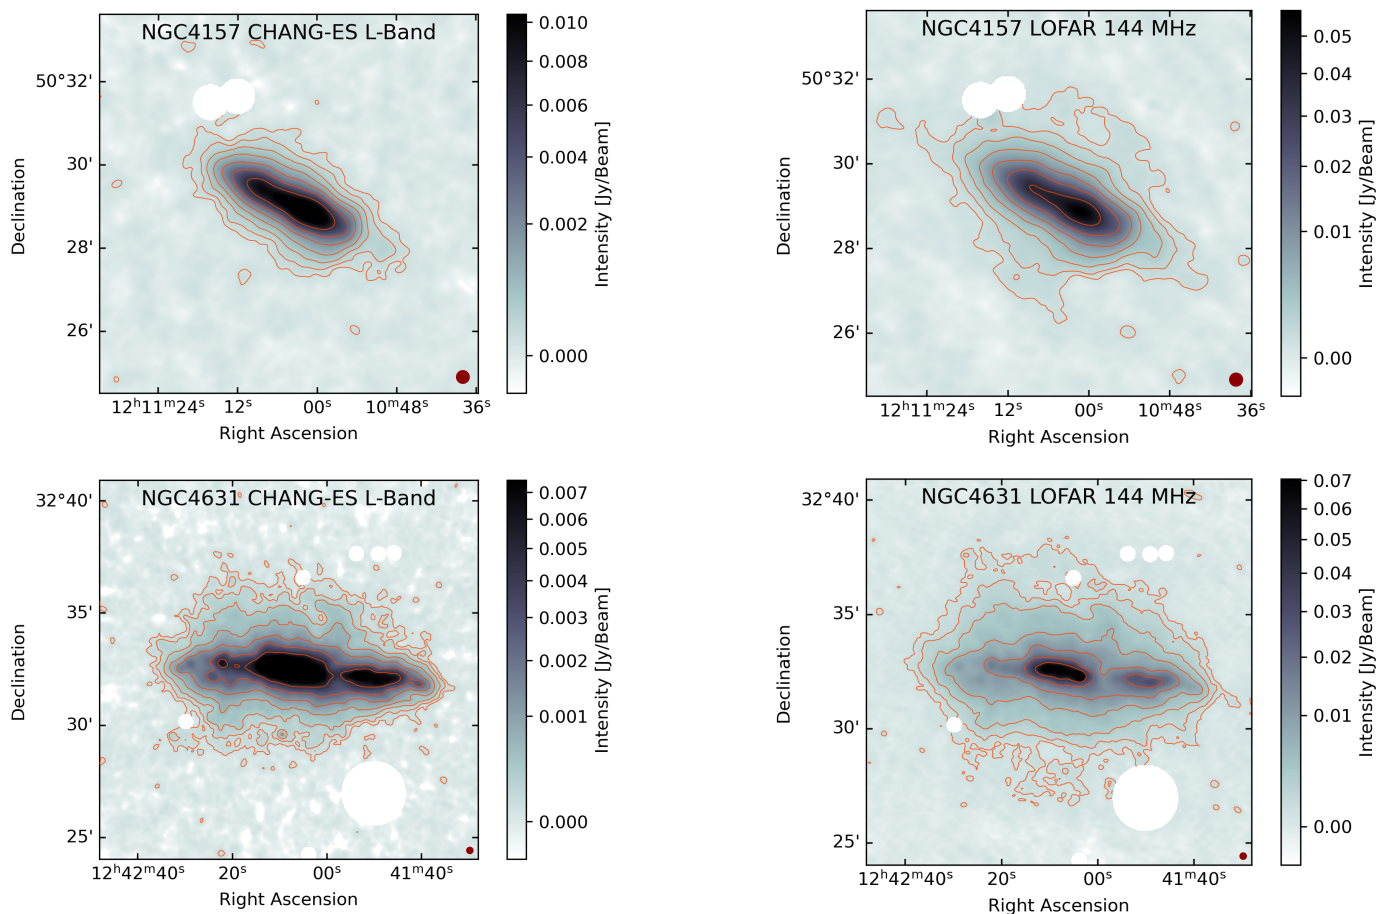 NGC4157 CHANG-ES L-Band
50°32'
30'
28'
26'
Declination
12ʰ11ᵐ24ˢ 12ˢ 00ˢ 10ᵐ48ˢ 36ˢ
Right Ascension
0.010
0.008
0.006
0.004
0.002
0.000
Intensity [Jy/Beam]
NGC4157 LOFAR 144 MHz
50°32'
30'
28'
26'
Declination
12ʰ11ᵐ24ˢ 12ˢ 00ˢ 10ᵐ48ˢ 36ˢ
Right Ascension
0.05
0.04
0.03
0.02
0.01
0.00
Intensity [Jy/Beam]
NGC4631 CHANG-ES L-Band
32°40'
35'
30'
25'
Declination
12ʰ42ᵐ40ˢ 20ˢ 00ˢ 41ᵐ40ˢ
Right Ascension
0.007
0.006
0.005
0.004
0.003
0.002
0.001
0.000
Intensity [Jy/Beam]
NGC4631 LOFAR 144 MHz
32°40'
35'
30'
25'
Declination
12ʰ42ᵐ40ˢ 20ˢ 00ˢ 41ᵐ40ˢ
Right Ascension
0.07
0.06
0.05
0.04
0.03
0.02
0.01
0.00
Intensity [Jy/Beam]